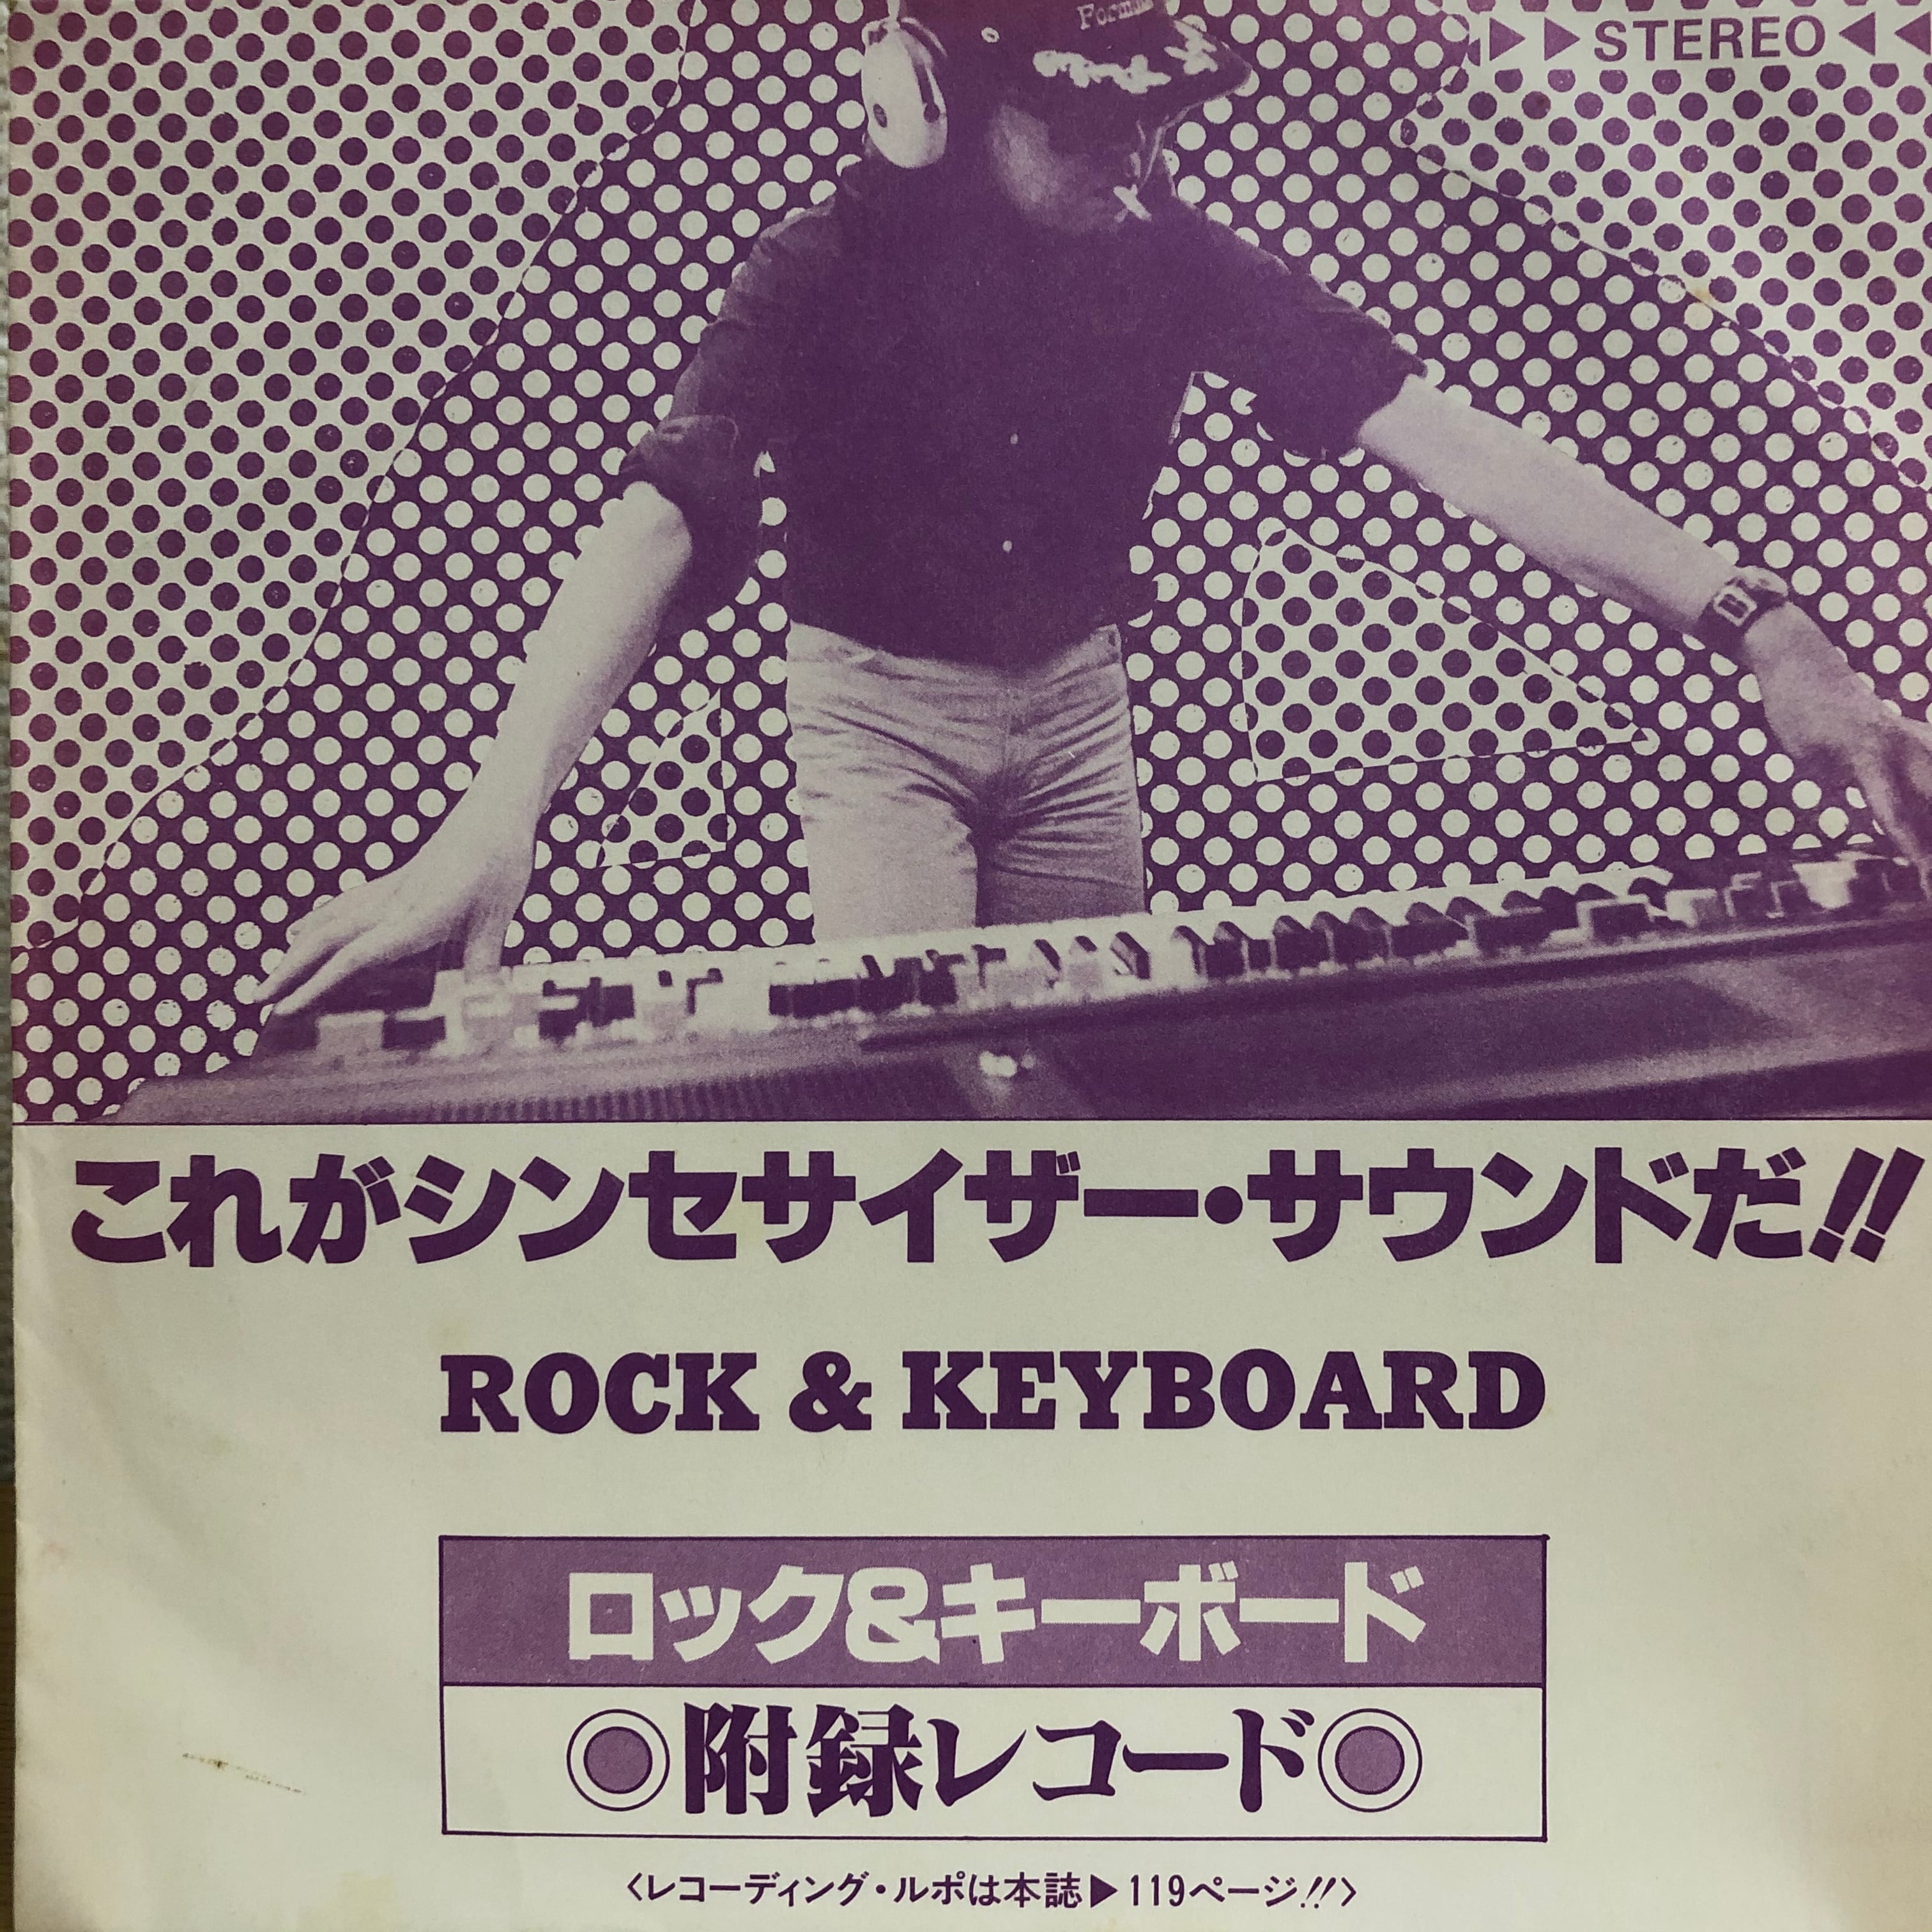 ▶▶STEREO◀◀
これがシンセサイザー・サウンドだ!!
ROCK & KEYBOARD
ロック&キーボード
◎附録レコード◎
〈レコーディング・ルポは本誌▶119ページ!!〉